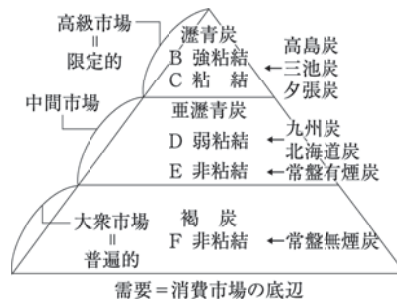 高級市場
=
限定的
瀝青炭
B 強粘結
C 粘 結
高島炭
三池炭
夕張炭
中間市場
亜瀝青炭
D 弱粘結
E 非粘結
九州炭
北海道炭
常盤有煙炭
大衆市場
=
普遍的
褐 炭
F 非粘結
常盤無煙炭
需要=消費市場の底辺